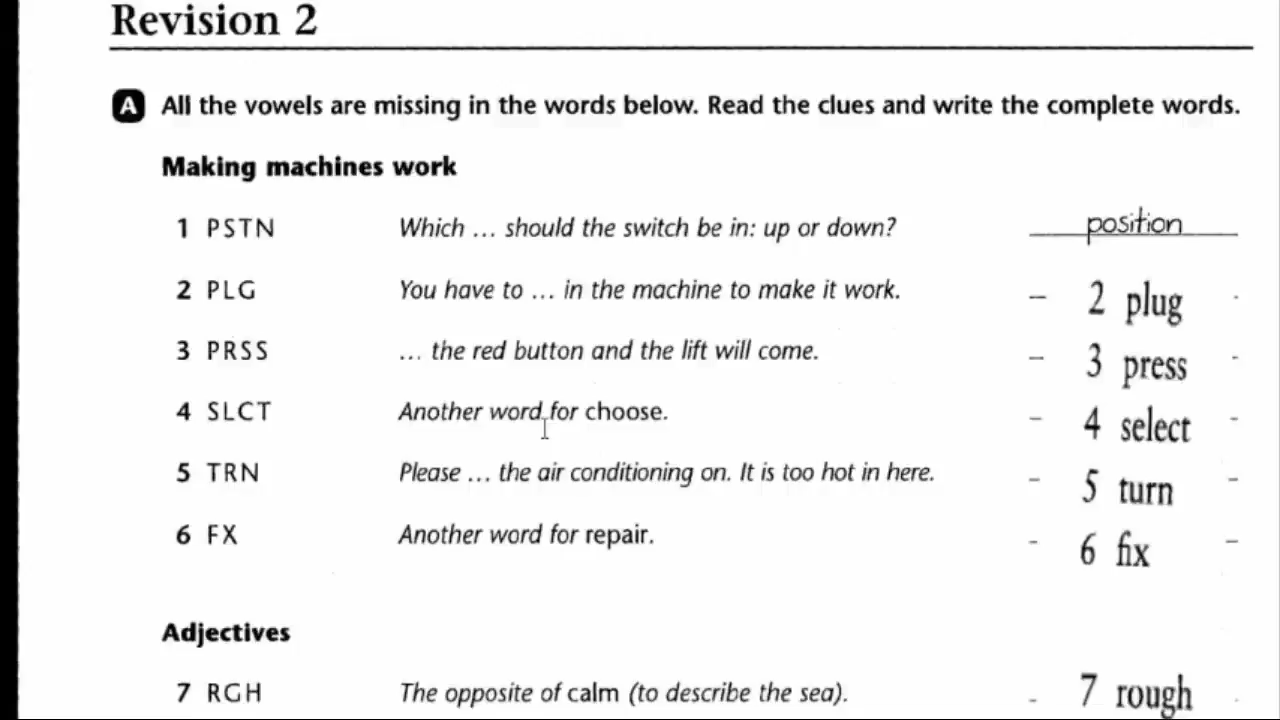 Revision 2
A All the vowels are missing in the words below. Read the clues and write the complete words.
Making machines work
1 PSTN Which ... should the switch be in: up or down? position
2 PLG You have to ... in the machine to make it work. 2 plug
3 PRSS ... the red button and the lift will come. 3 press
4 SLCT Another word for choose. 4 select
5 TRN Please ... the air conditioning on. It is too hot in here. 5 turn
6 FX Another word for repair. 6 fix
Adjectives
7 RGH The opposite of calm (to describe the sea). 7 rough